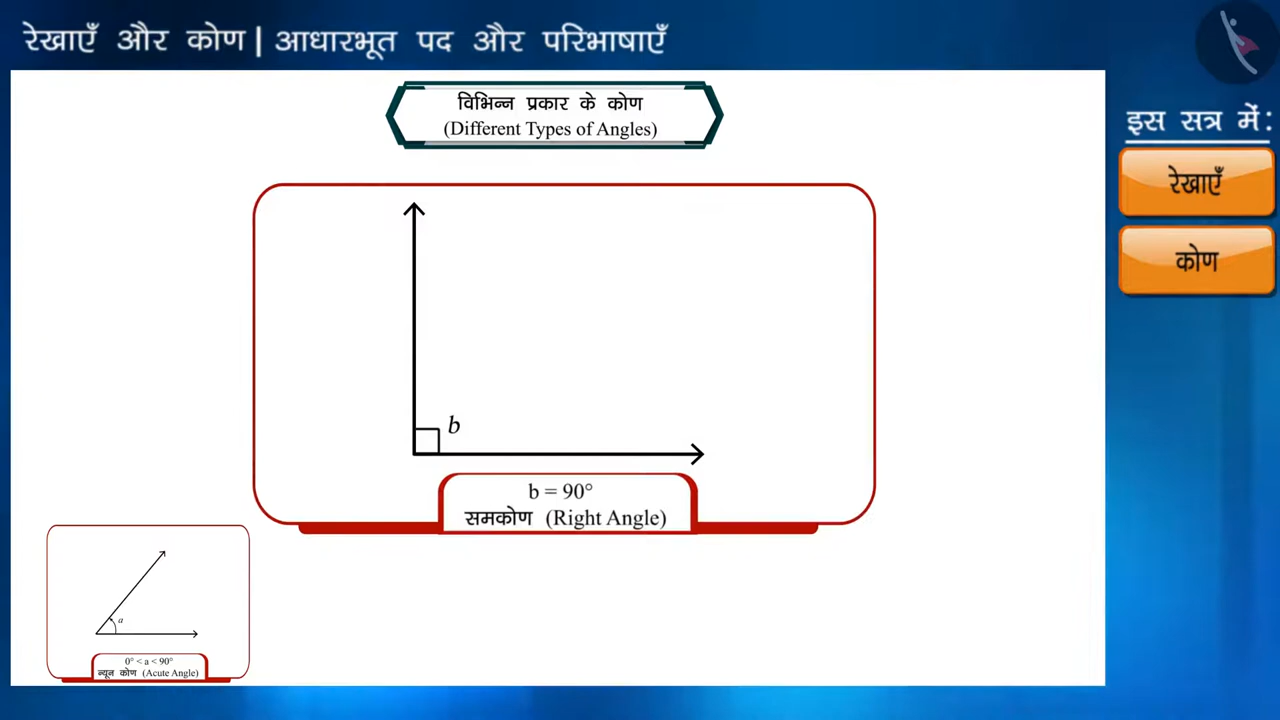 रेखाएँ और कोण | आधारभूत पद और परिभाषाएँ
विभिन्न प्रकार के कोण
(Different Types of Angles)
इस सत्र में:
रेखाएँ
कोण
b
b = 90°
समकोण (Right Angle)
a
0° < a < 90°
न्यून कोण (Acute Angle)